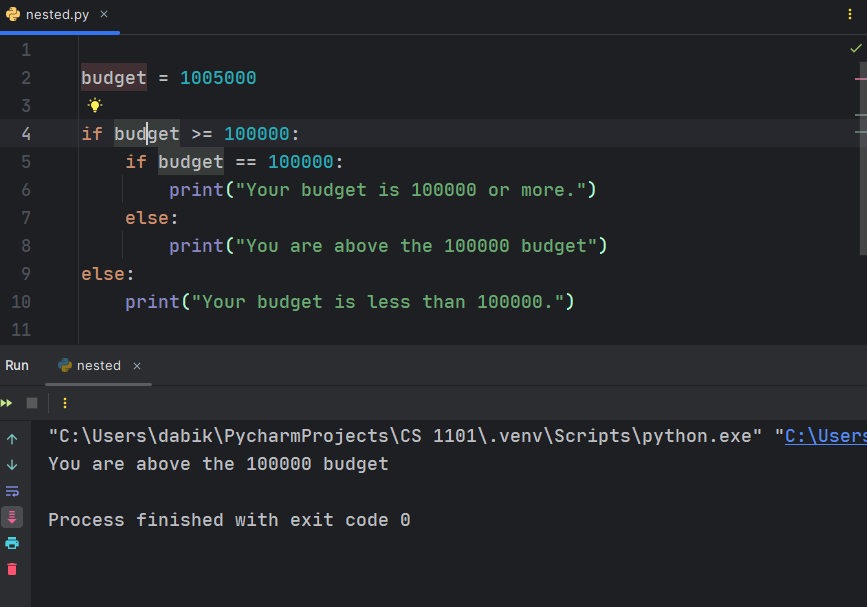 nested.py ×
1
2 budget = 1005000
3
4 if budget >= 100000:
5     if budget == 100000:
6         print("Your budget is 100000 or more.")
7     else:
8         print("You are above the 100000 budget")
9 else:
10     print("Your budget is less than 100000.")
11
Run nested ×
"C:\Users\dabik\PycharmProjects\CS 1101\.venv\Scripts\python.exe" "C:\Users
You are above the 100000 budget
Process finished with exit code 0